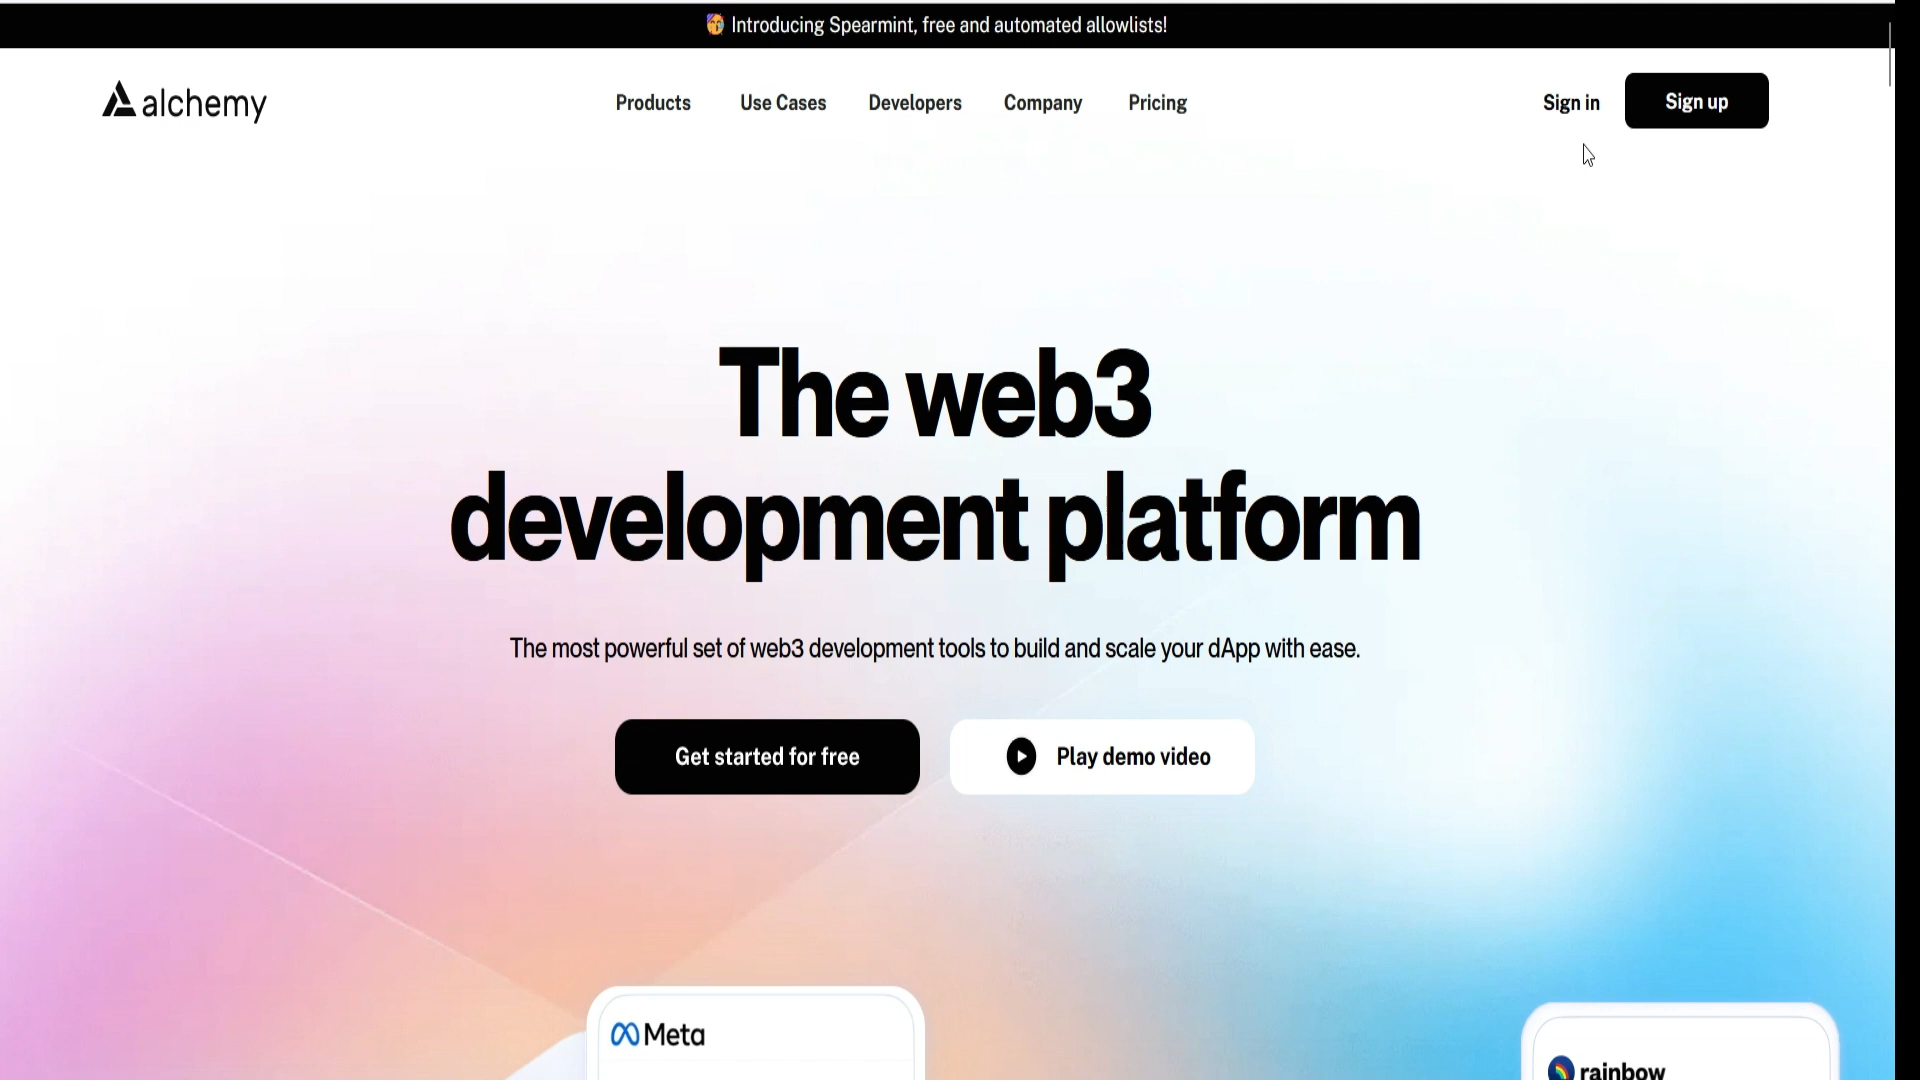 🥳 Introducing Spearmint, free and automated allowlists!
alchemy
Products Use Cases Developers Company Pricing
Sign in Sign up
The web3
development platform
The most powerful set of web3 development tools to build and scale your dApp with ease.
Get started for free Play demo video
Meta
rainbow